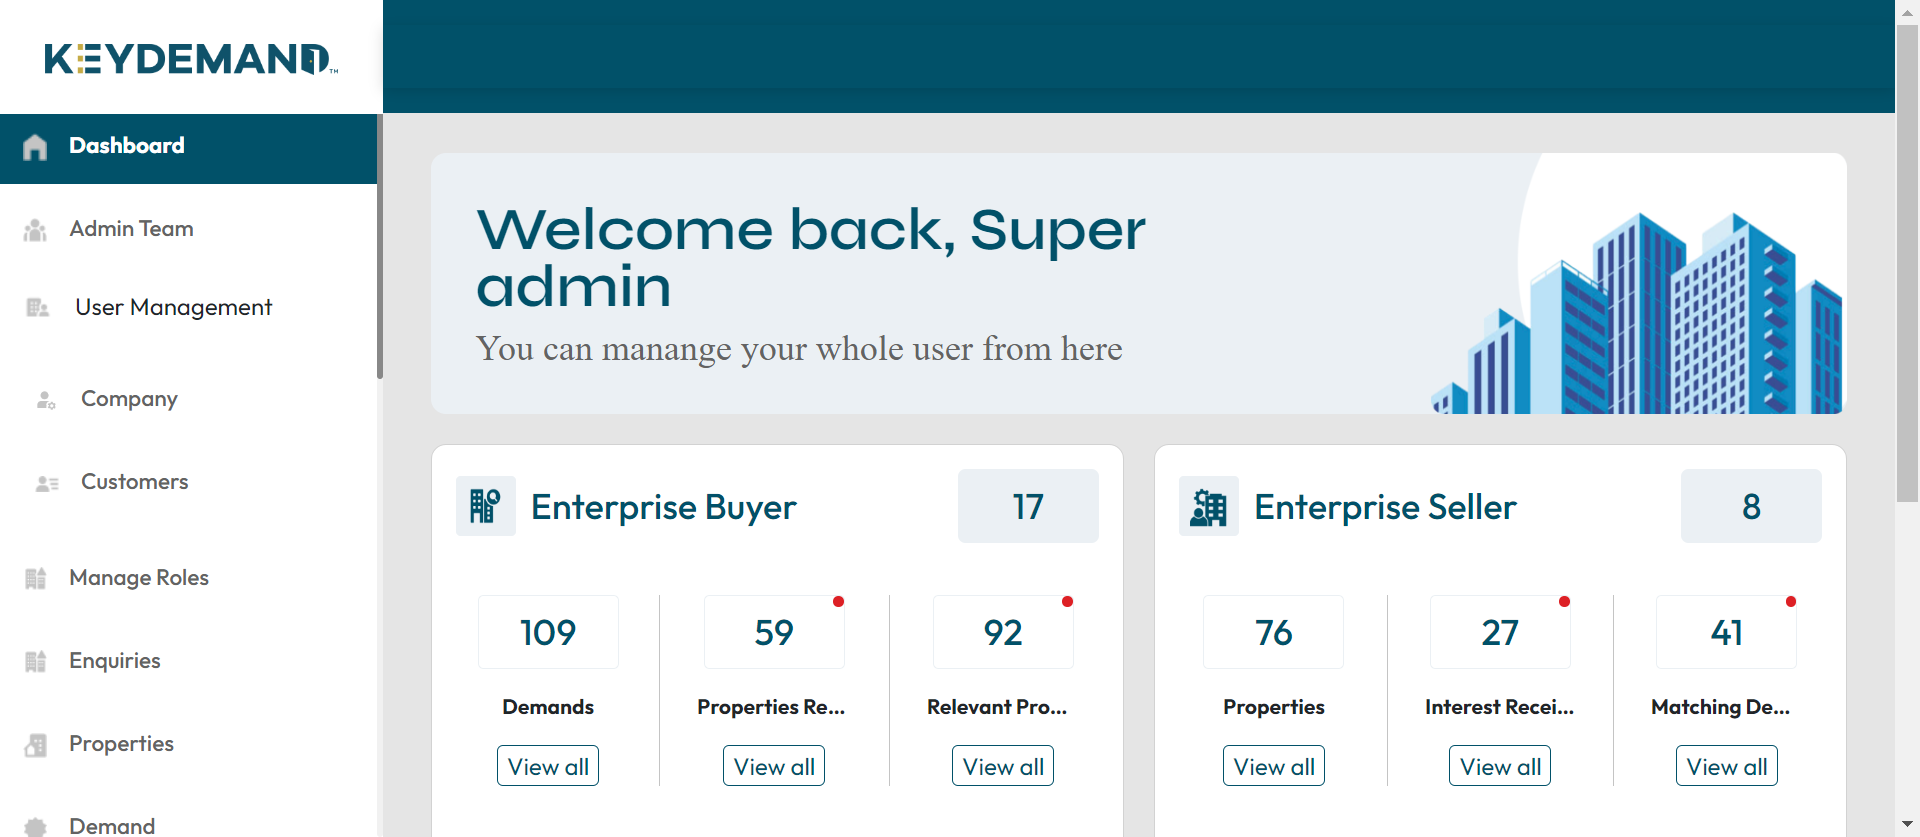 KEYDEMAND™
Dashboard
Admin Team
User Management
Company
Customers
Manage Roles
Enquiries
Properties
Demand
Welcome back, Super
admin
You can manange your whole user from here
Enterprise Buyer
17
109
59
92
Demands
Properties Re...
Relevant Pro...
View all
View all
View all
Enterprise Seller
8
76
27
41
Properties
Interest Recei...
Matching De...
View all
View all
View all